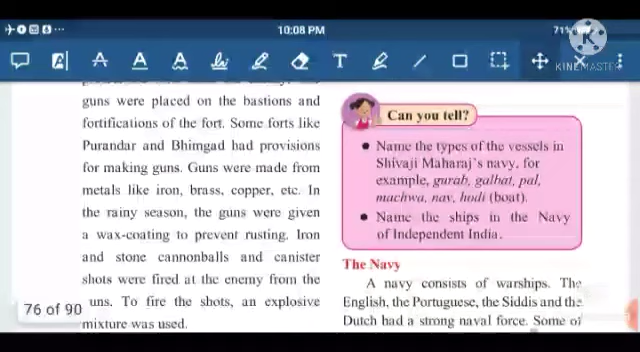 10:08 PM
71%
KINEMASTER
guns were placed on the bastions and
fortifications of the fort. Some forts like
Purandar and Bhimgad had provisions
for making guns. Guns were made from
metals like iron, brass, copper, etc. In
the rainy season, the guns were given
a wax-coating to prevent rusting. Iron
and stone cannonballs and canister
shots were fired at the enemy from the
uns. To fire the shots, an explosive
mixture was used.
76 of 90
Can you tell?
● Name the types of the vessels in
Shivaji Maharaj's navy, for
example, gurab, galbat, pal,
machwa, nav, hodi (boat).
● Name the ships in the Navy
of Independent India.
The Navy
A navy consists of warships. The
English, the Portuguese, the Siddis and the
Dutch had a strong naval force. Some of